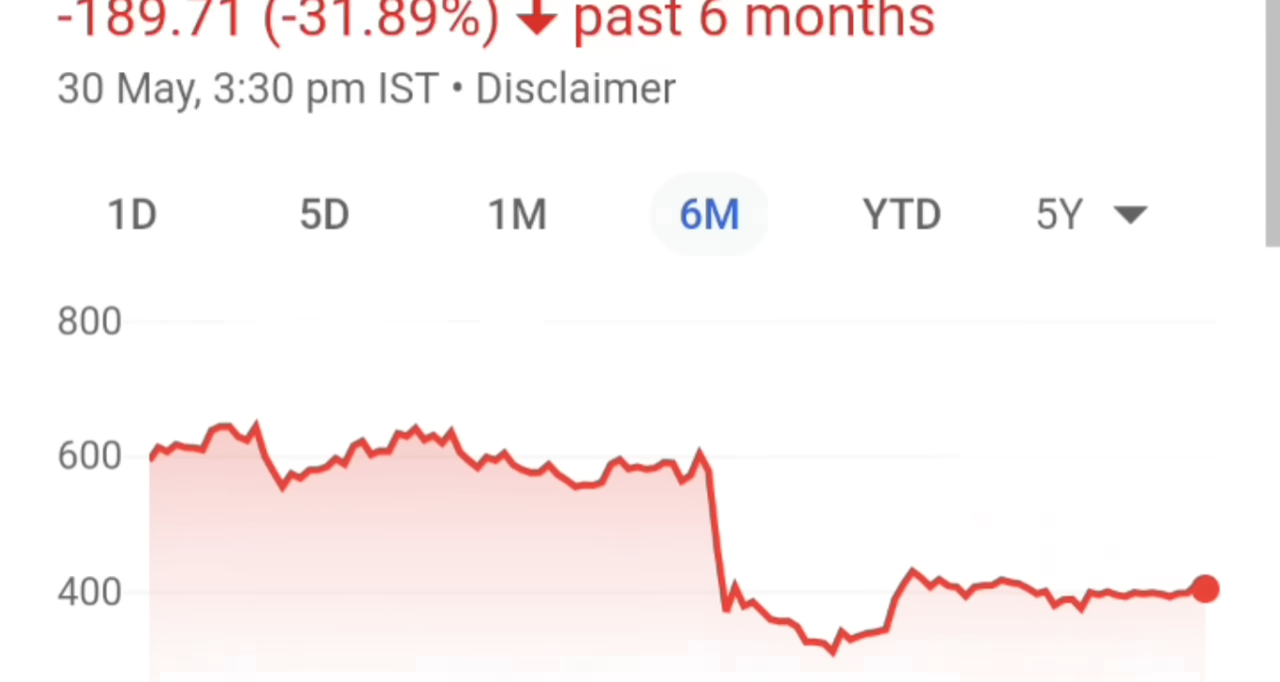 -189.71 (-31.89%) ↓ past 6 months
30 May, 3:30 pm IST • Disclaimer
1D 5D 1M 6M YTD 5Y
800
600
400